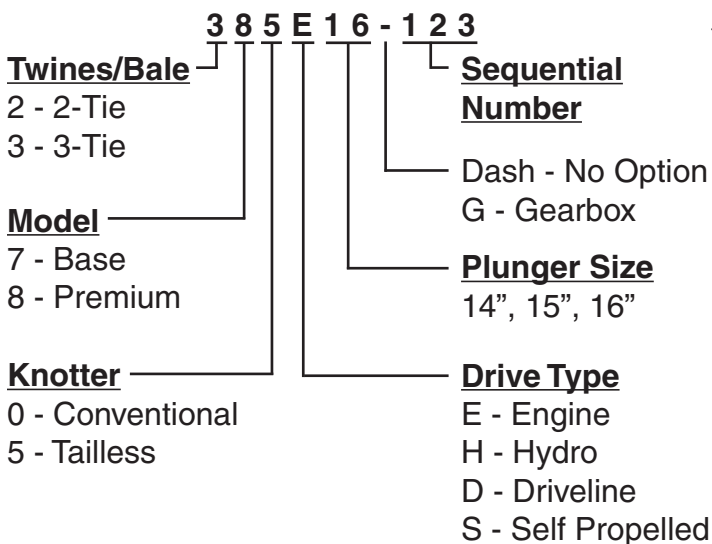 3 8 5 E 1 6 - 1 2 3
Twines/Bale
2 - 2-Tie
3 - 3-Tie
Model
7 - Base
8 - Premium
Knotter
0 - Conventional
5 - Tailless
Sequential
Number
Dash - No Option
G - Gearbox
Plunger Size
14”, 15”, 16”
Drive Type
E - Engine
H - Hydro
D - Driveline
S - Self Propelled